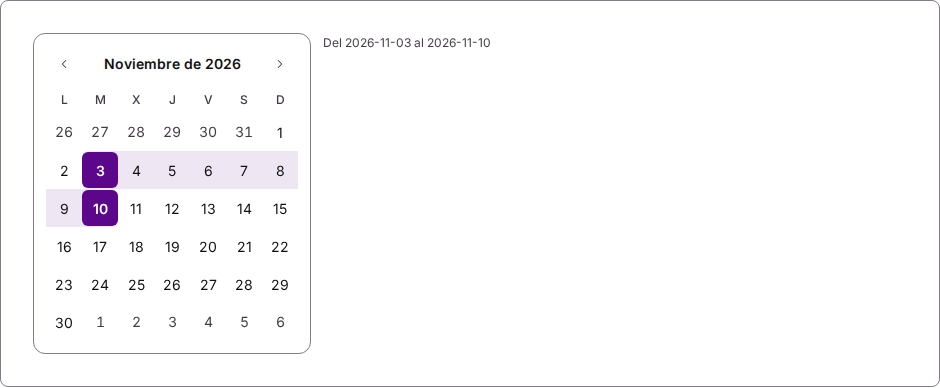 Noviembre de 2026
L M X J V S D
26 27 28 29 30 31 1
2 3 4 5 6 7 8
9 10 11 12 13 14 15
16 17 18 19 20 21 22
23 24 25 26 27 28 29
30 1 2 3 4 5 6
Del 2026-11-03 al 2026-11-10